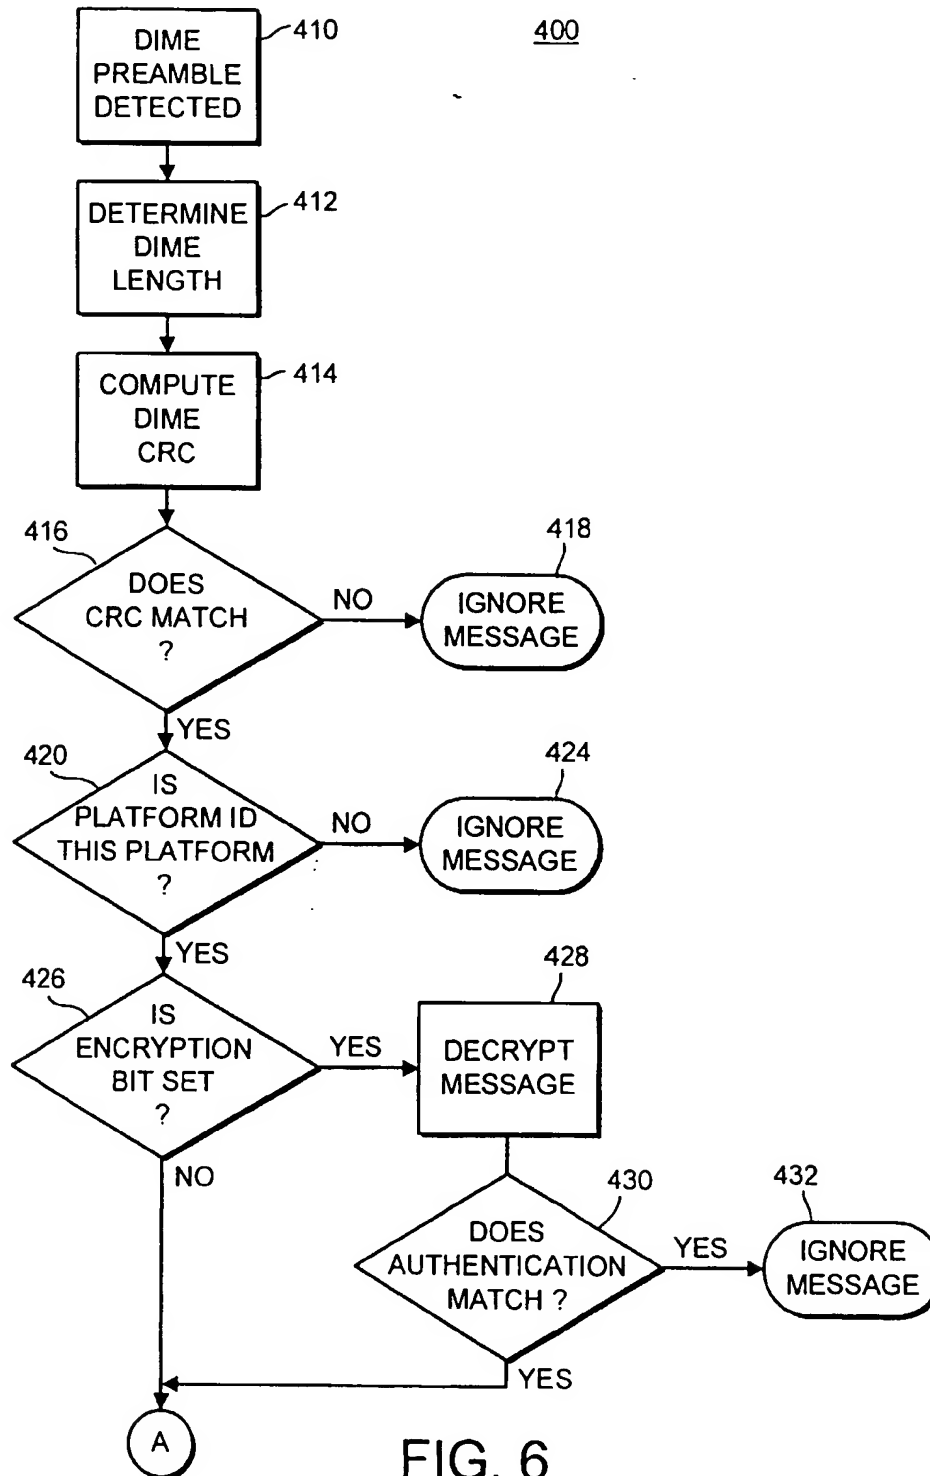 400
DIME
PREAMBLE
DETECTED
410
DETERMINE
DIME
LENGTH
412
COMPUTE
DIME
CRC
414
416
DOES
CRC MATCH
?
NO
418
IGNORE
MESSAGE
YES
420
IS
PLATFORM ID
THIS PLATFORM
?
NO
424
IGNORE
MESSAGE
YES
426
IS
ENCRYPTION
BIT SET
?
YES
428
DECRYPT
MESSAGE
NO
430
DOES
AUTHENTICATION
MATCH ?
YES
432
IGNORE
MESSAGE
YES
A
FIG. 6